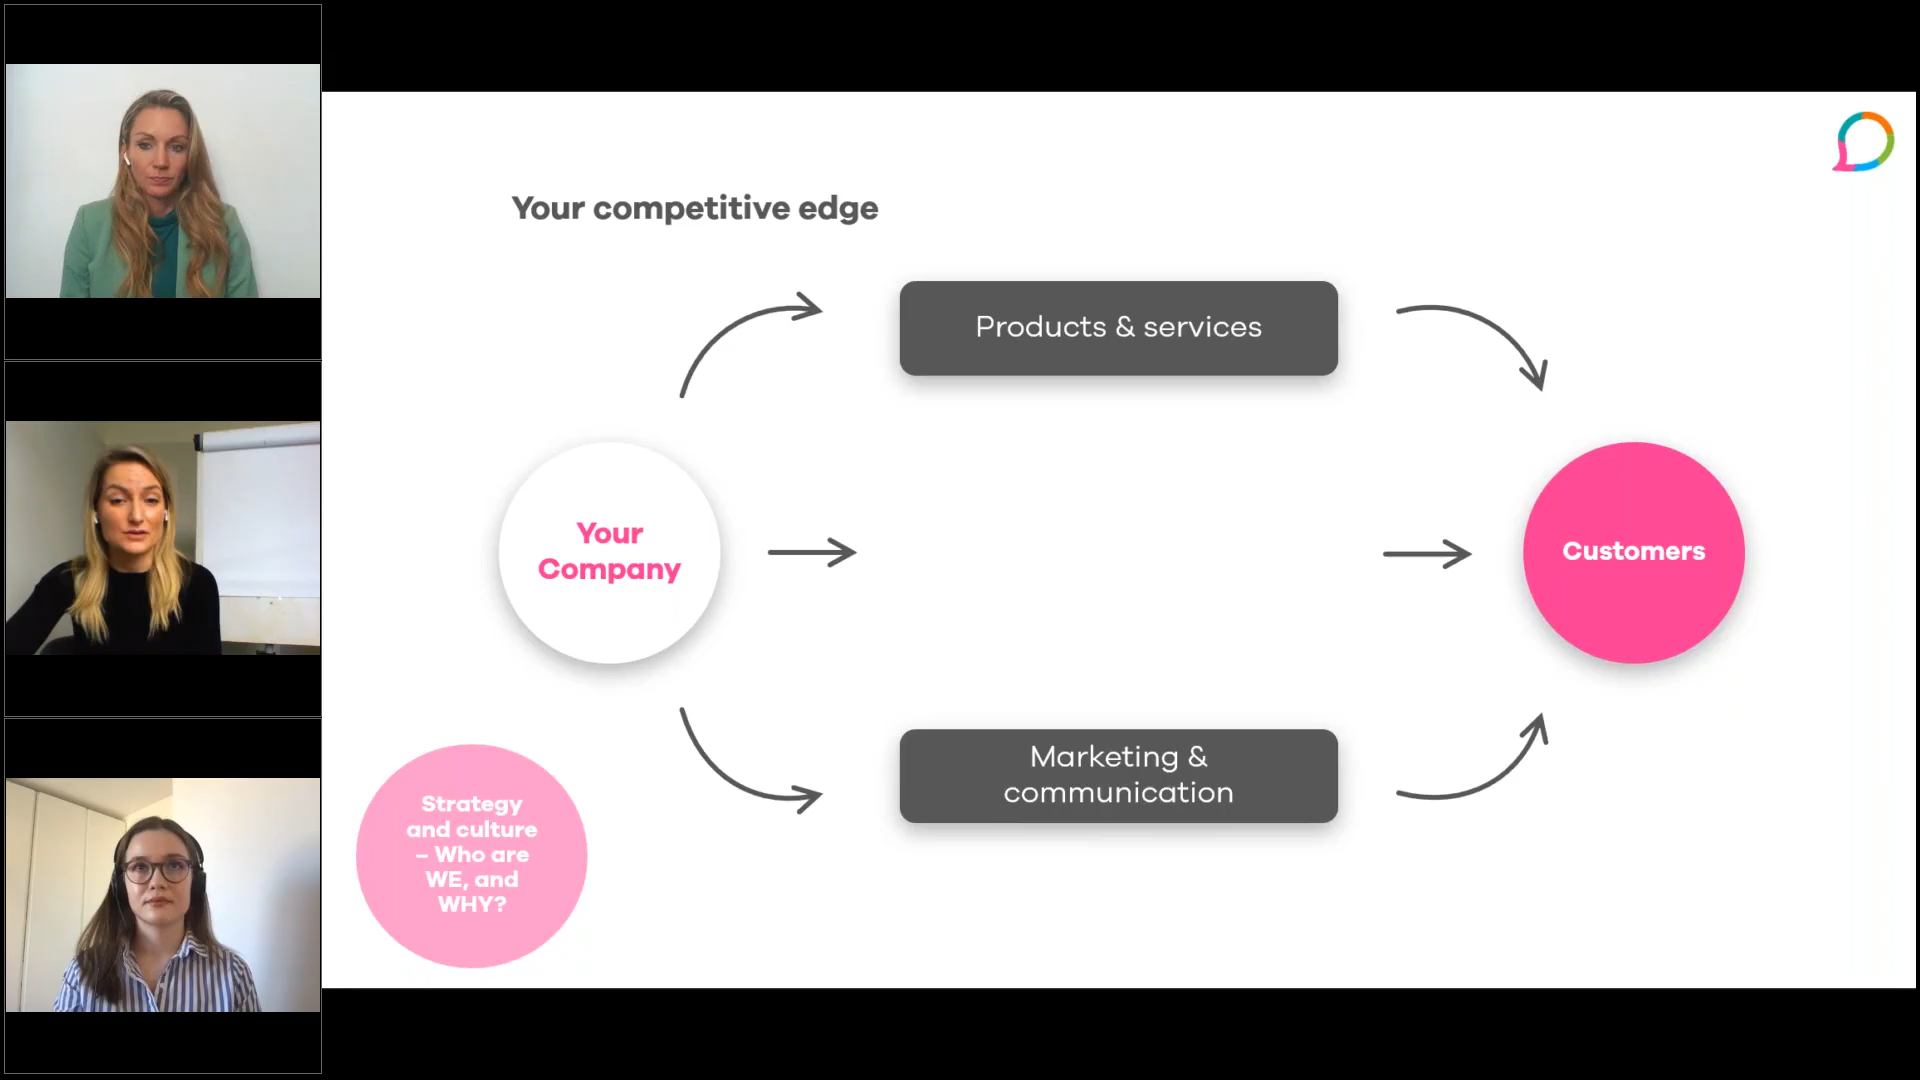 Your competitive edge
Products & services
Your
Company
Customers
Marketing &
communication
Strategy
and culture
– Who are
WE, and
WHY?